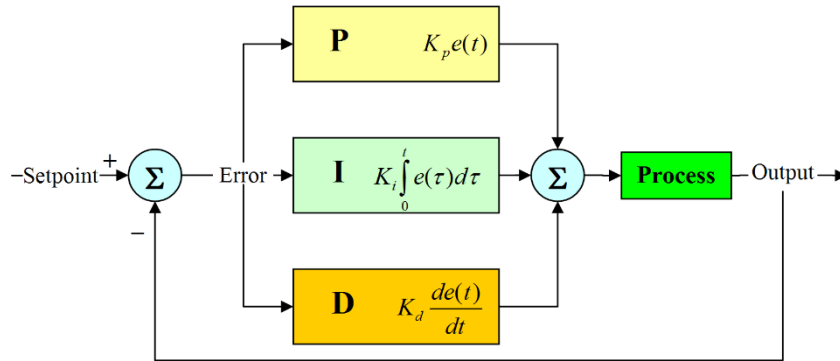 P K_p e(t)
–Setpoint
+
Σ
Error
I K_i ∫_0^t e(τ)dτ
Σ
Process
Output
–
D K_d de(t)/dt